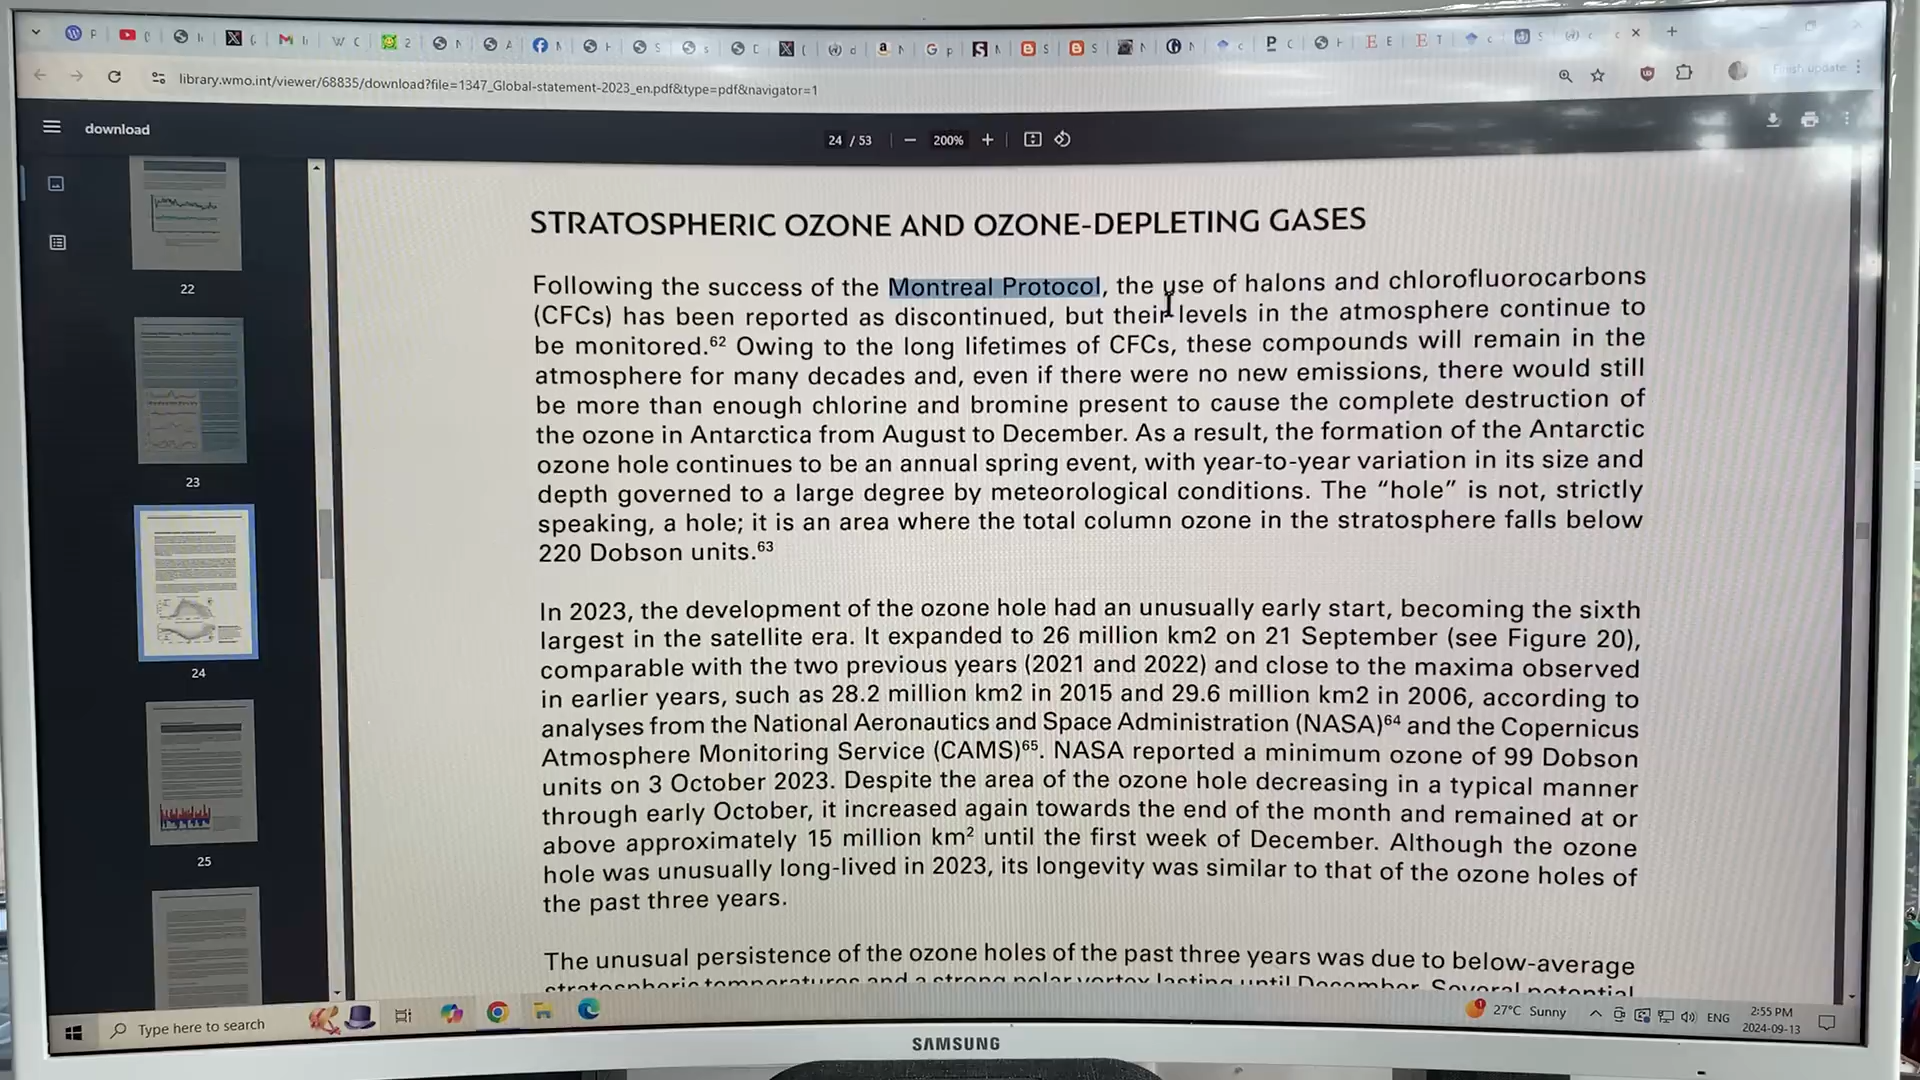 library.wmo.int/viewer/68835/download?file=1347_Global-statement-2023_en.pdf&type=pdf&navigator=1
Finish update
download
24 / 53
200%
22
23
24
25
STRATOSPHERIC OZONE AND OZONE-DEPLETING GASES
Following the success of the Montreal Protocol, the use of halons and chlorofluorocarbons
(CFCs) has been reported as discontinued, but their levels in the atmosphere continue to
be monitored.⁶² Owing to the long lifetimes of CFCs, these compounds will remain in the
atmosphere for many decades and, even if there were no new emissions, there would still
be more than enough chlorine and bromine present to cause the complete destruction of
the ozone in Antarctica from August to December. As a result, the formation of the Antarctic
ozone hole continues to be an annual spring event, with year-to-year variation in its size and
depth governed to a large degree by meteorological conditions. The “hole” is not, strictly
speaking, a hole; it is an area where the total column ozone in the stratosphere falls below
220 Dobson units.⁶³
In 2023, the development of the ozone hole had an unusually early start, becoming the sixth
largest in the satellite era. It expanded to 26 million km2 on 21 September (see Figure 20),
comparable with the two previous years (2021 and 2022) and close to the maxima observed
in earlier years, such as 28.2 million km2 in 2015 and 29.6 million km2 in 2006, according to
analyses from the National Aeronautics and Space Administration (NASA)⁶⁴ and the Copernicus
Atmosphere Monitoring Service (CAMS)⁶⁵. NASA reported a minimum ozone of 99 Dobson
units on 3 October 2023. Despite the area of the ozone hole decreasing in a typical manner
through early October, it increased again towards the end of the month and remained at or
above approximately 15 million km² until the first week of December. Although the ozone
hole was unusually long-lived in 2023, its longevity was similar to that of the ozone holes of
the past three years.
The unusual persistence of the ozone holes of the past three years was due to below-average
stratospheric temperatures and a strong polar vortex lasting until December. Several potential
Type here to search
27°C Sunny
ENG
2:55 PM
2024-09-13
SAMSUNG